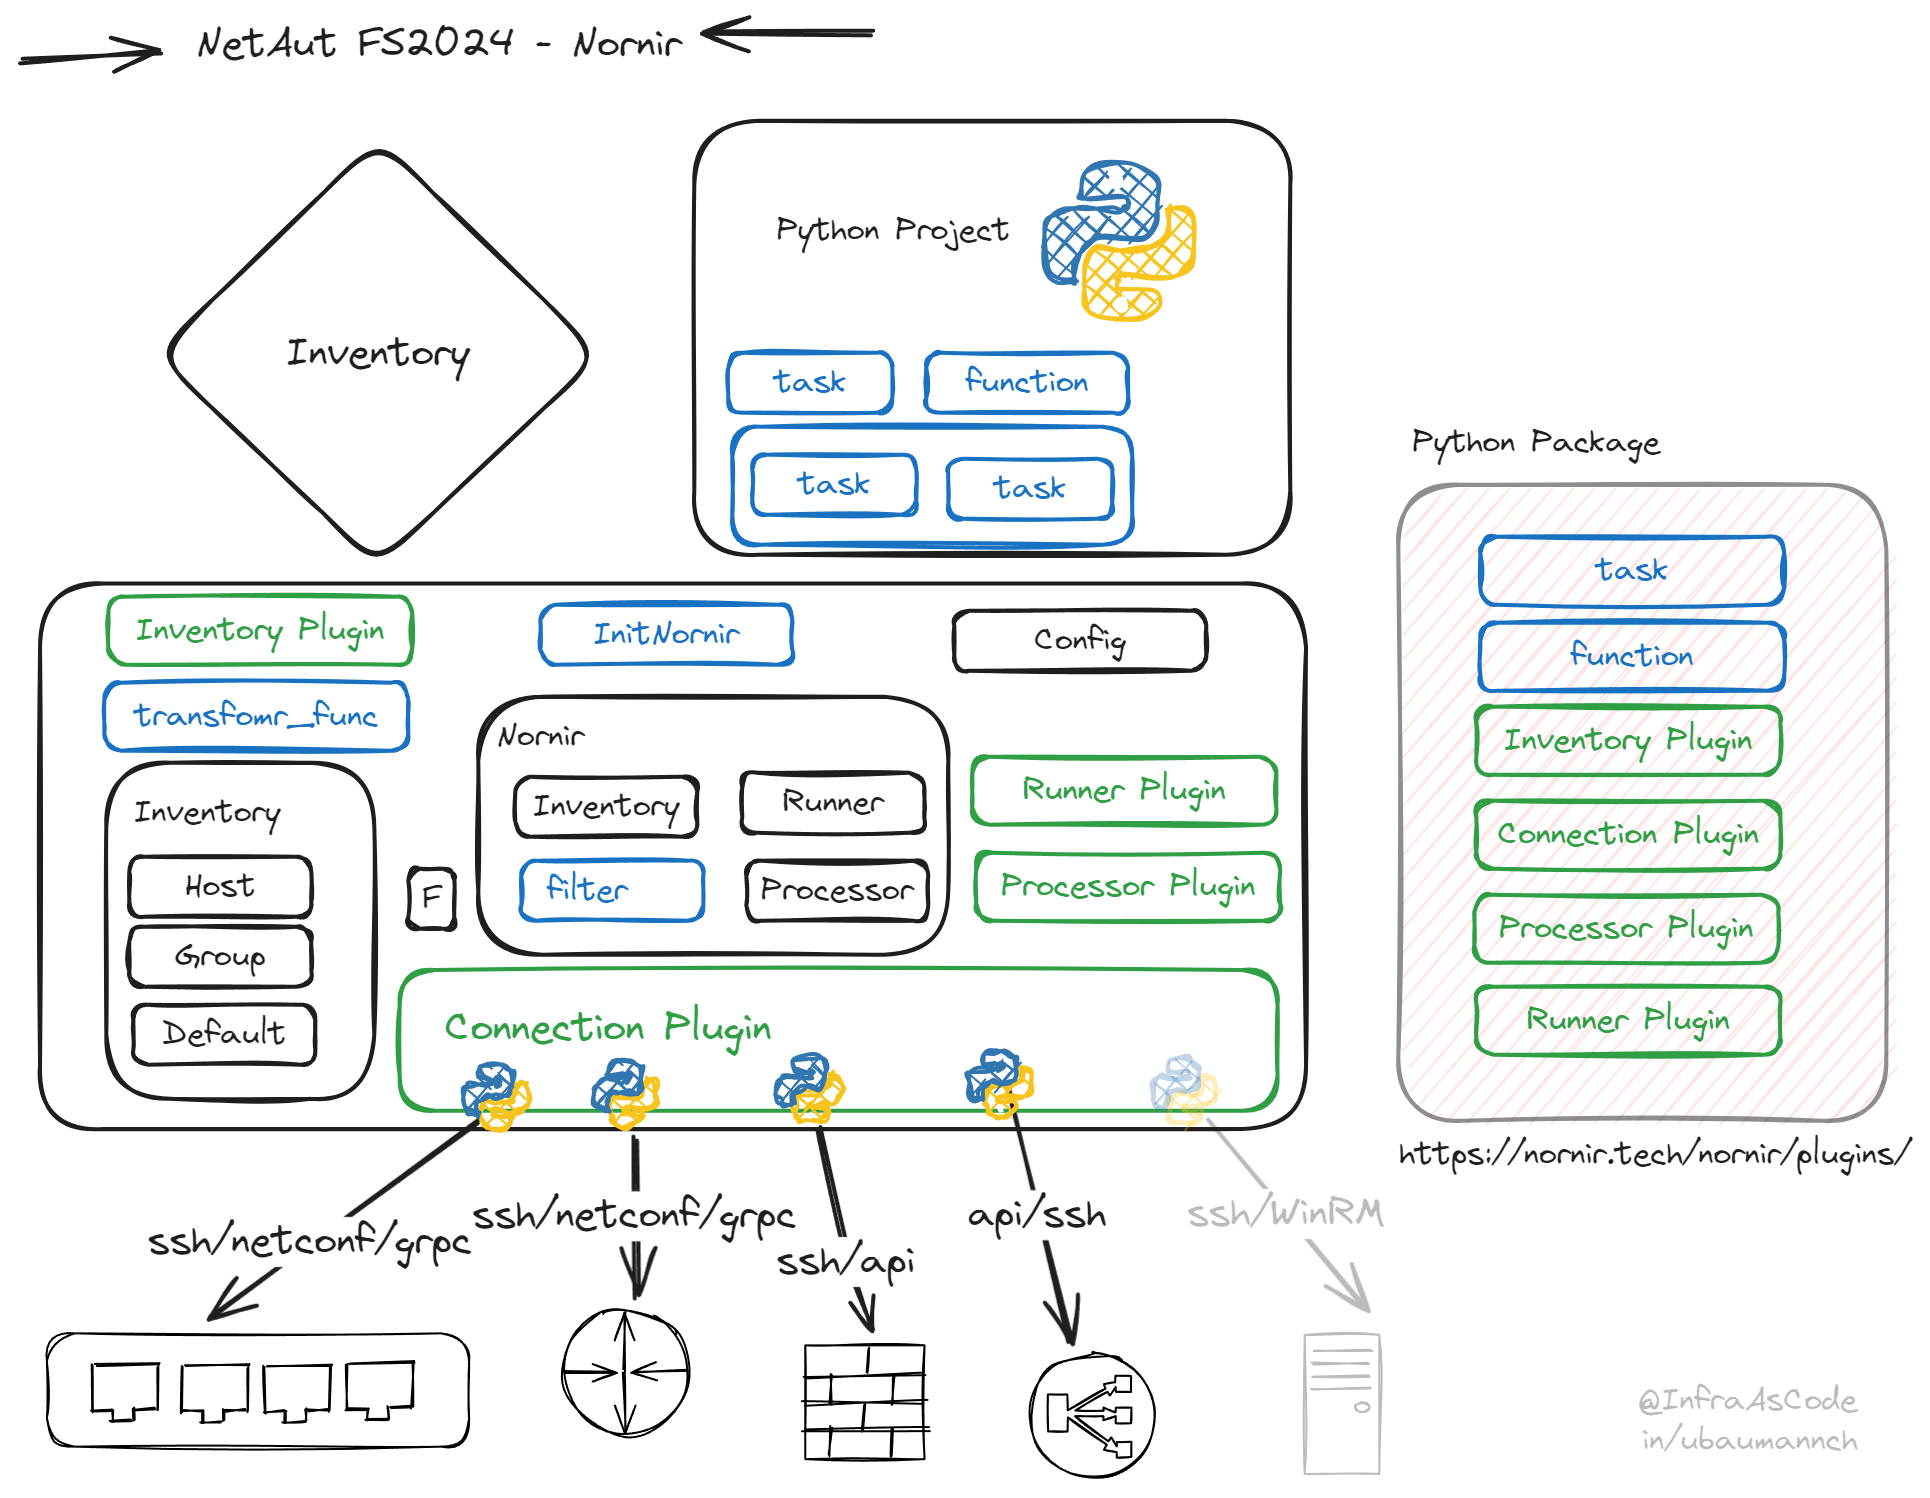 NetAut FS2024 - Nornir
Inventory
Python Project
task
function
task
task
Python Package
task
function
Inventory Plugin
Connection Plugin
Processor Plugin
Runner Plugin
https://nornir.tech/nornir/plugins/
Inventory Plugin
InitNornir
Config
transfomr_func
Inventory
Host
Group
Default
F
Nornir
Inventory
Runner
filter
Processor
Runner Plugin
Processor Plugin
Connection Plugin
ssh/netconf/grpc
ssh/netconf/grpc
ssh/api
api/ssh
ssh/WinRM
@InfraAsCode
in/ubaumannch